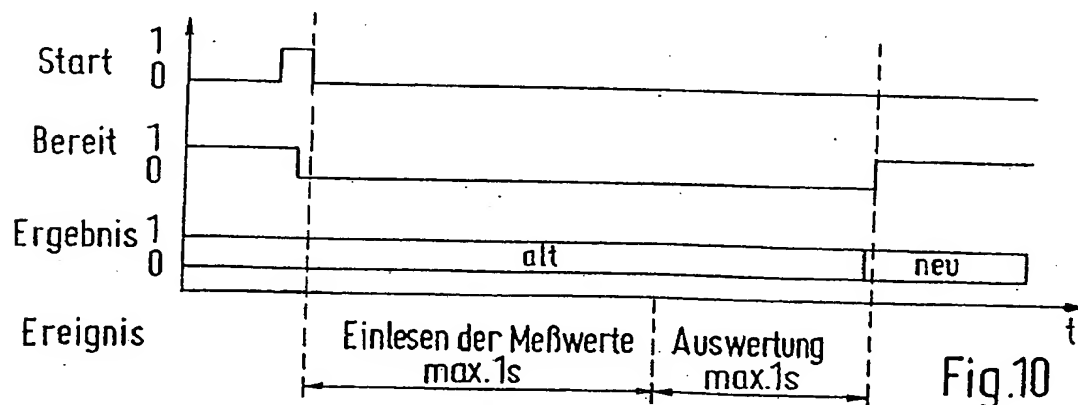 Start 1
0
Bereit 1
0
Ergebnis 1
0
alt
neu
t
Ereignis
Einlesen der Meßwerte
max.1s
Auswertung
max.1s
Fig.10